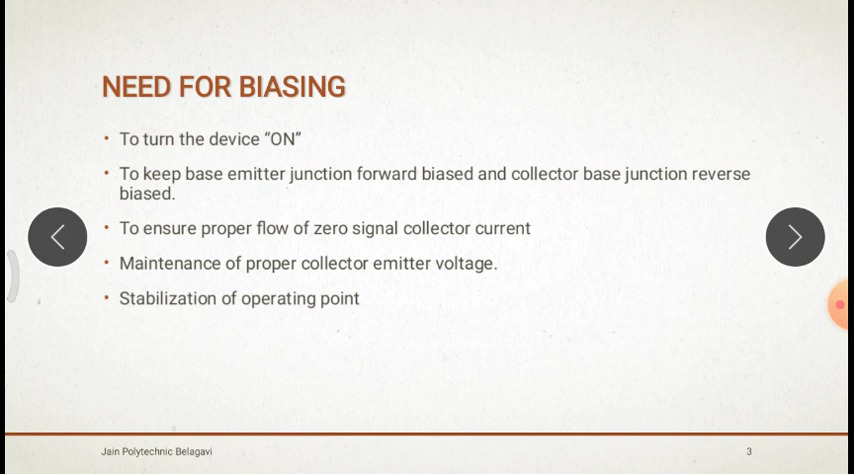 NEED FOR BIASING
• To turn the device “ON”
• To keep base emitter junction forward biased and collector base junction reverse
biased.
• To ensure proper flow of zero signal collector current
• Maintenance of proper collector emitter voltage.
• Stabilization of operating point
Jain Polytechnic Belagavi
3